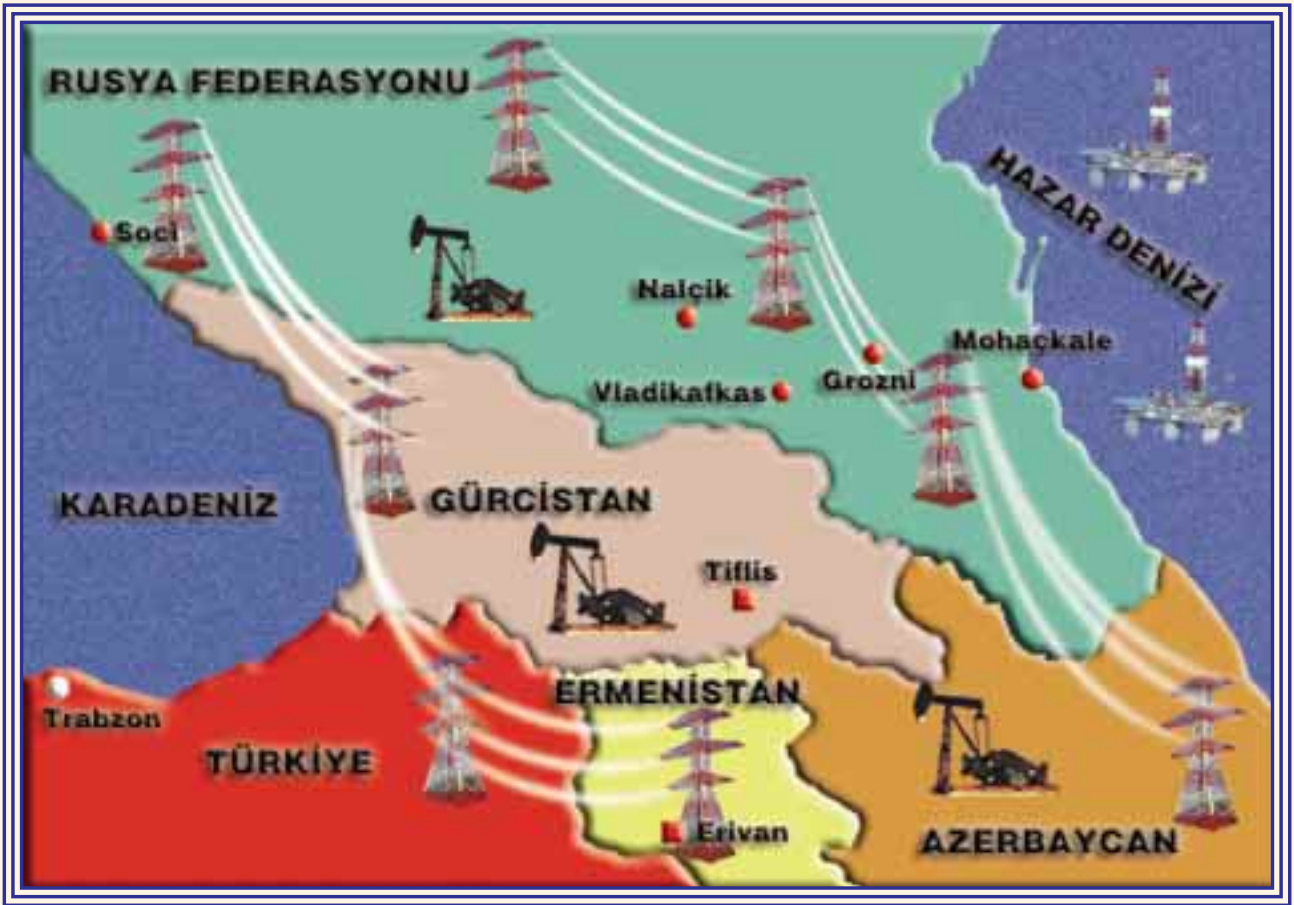 RUSYA FEDERASYONU
HAZAR DENİZİ
Soci
Nalçik
Mohaçkale
Grozni
Vladikafkas
KARADENİZ
GÜRCİSTAN
Tiflis
ERMENİSTAN
Trabzon
TÜRKİYE
Erivan
AZERBAYCAN